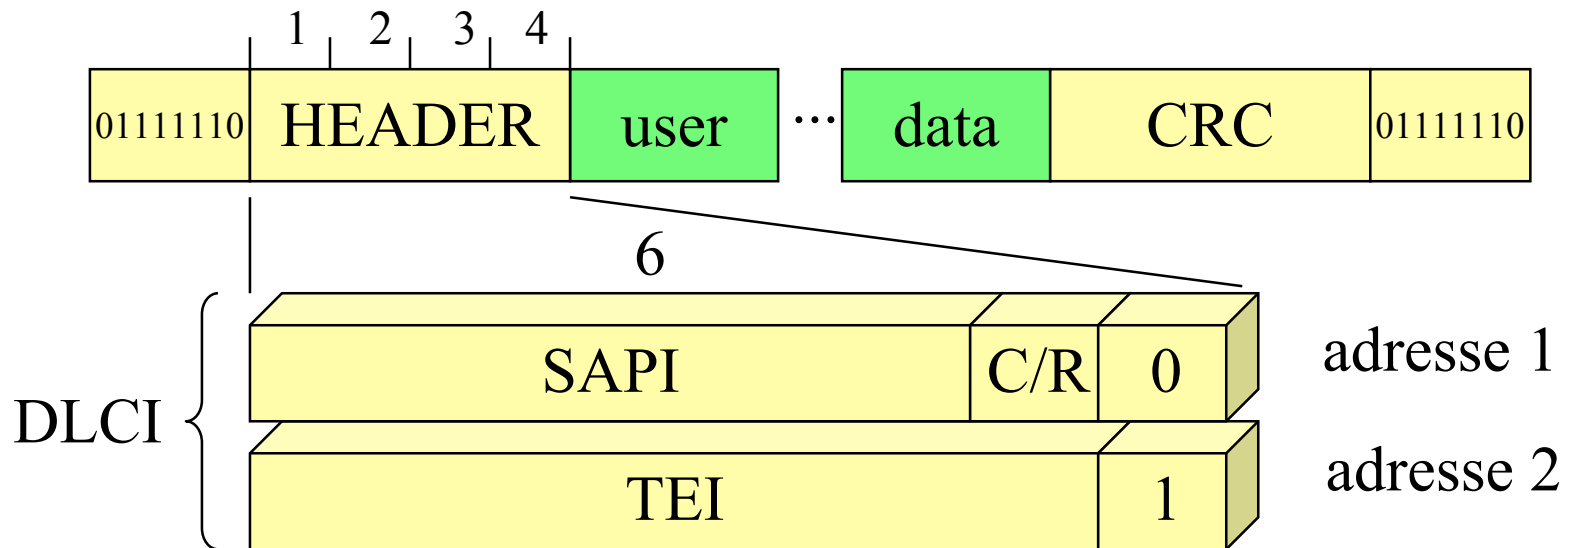 1 2 3 4
01111110 HEADER user ... data CRC 01111110
6
SAPI C/R 0 adresse 1
DLCI
TEI 1 adresse 2